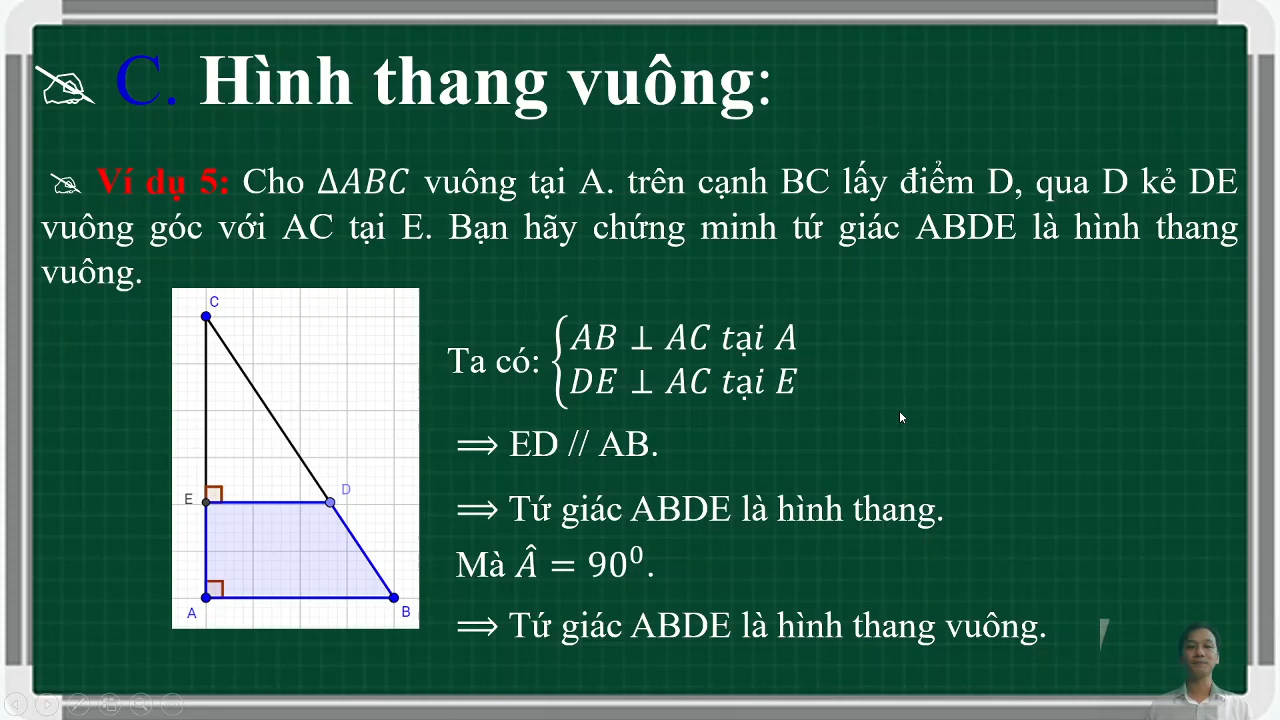 C. Hình thang vuông:
Ví dụ 5: Cho ΔABC vuông tại A. trên cạnh BC lấy điểm D, qua D kẻ DE
vuông góc với AC tại E. Bạn hãy chứng minh tứ giác ABDE là hình thang
vuông.
C
E
D
A
B
Ta có: {AB ⊥ AC tại A
DE ⊥ AC tại E
⟹ ED // AB.
⟹ Tứ giác ABDE là hình thang.
Mà Â = 90⁰.
⟹ Tứ giác ABDE là hình thang vuông.